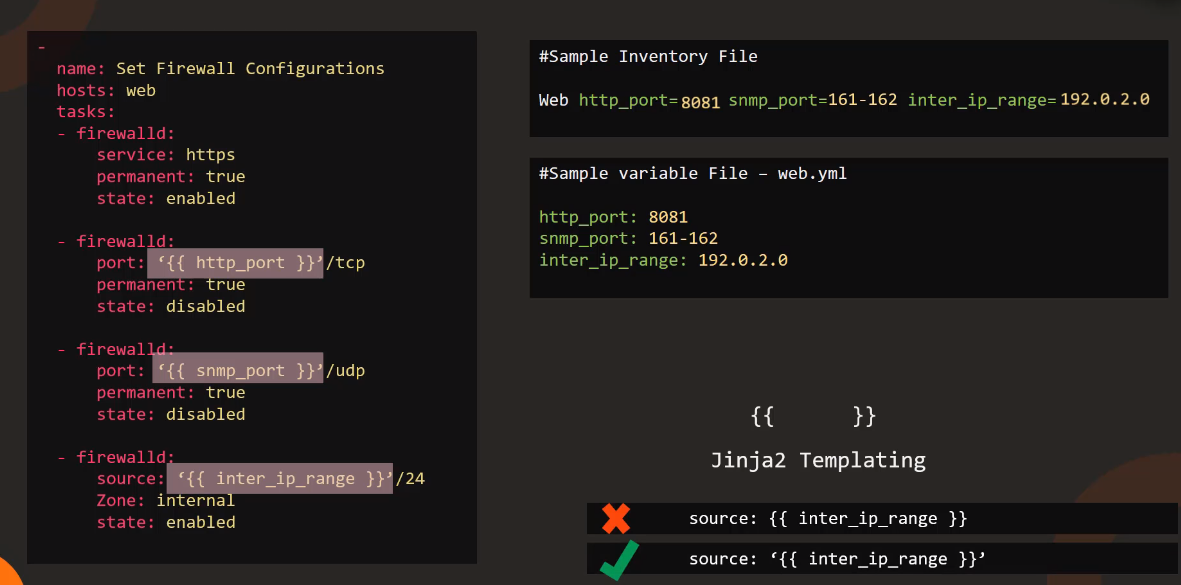 -
name: Set Firewall Configurations
hosts: web
tasks:
- firewalld:
service: https
permanent: true
state: enabled
- firewalld:
port: ‘{{ http_port }}’/tcp
permanent: true
state: disabled
- firewalld:
port: ‘{{ snmp_port }}’/udp
permanent: true
state: disabled
- firewalld:
source: ‘{{ inter_ip_range }}’/24
Zone: internal
state: enabled
#Sample Inventory File
Web http_port=8081 snmp_port=161-162 inter_ip_range=192.0.2.0
#Sample variable File – web.yml
http_port: 8081
snmp_port: 161-162
inter_ip_range: 192.0.2.0
{{ }}
Jinja2 Templating
source: {{ inter_ip_range }}
source: ‘{{ inter_ip_range }}’